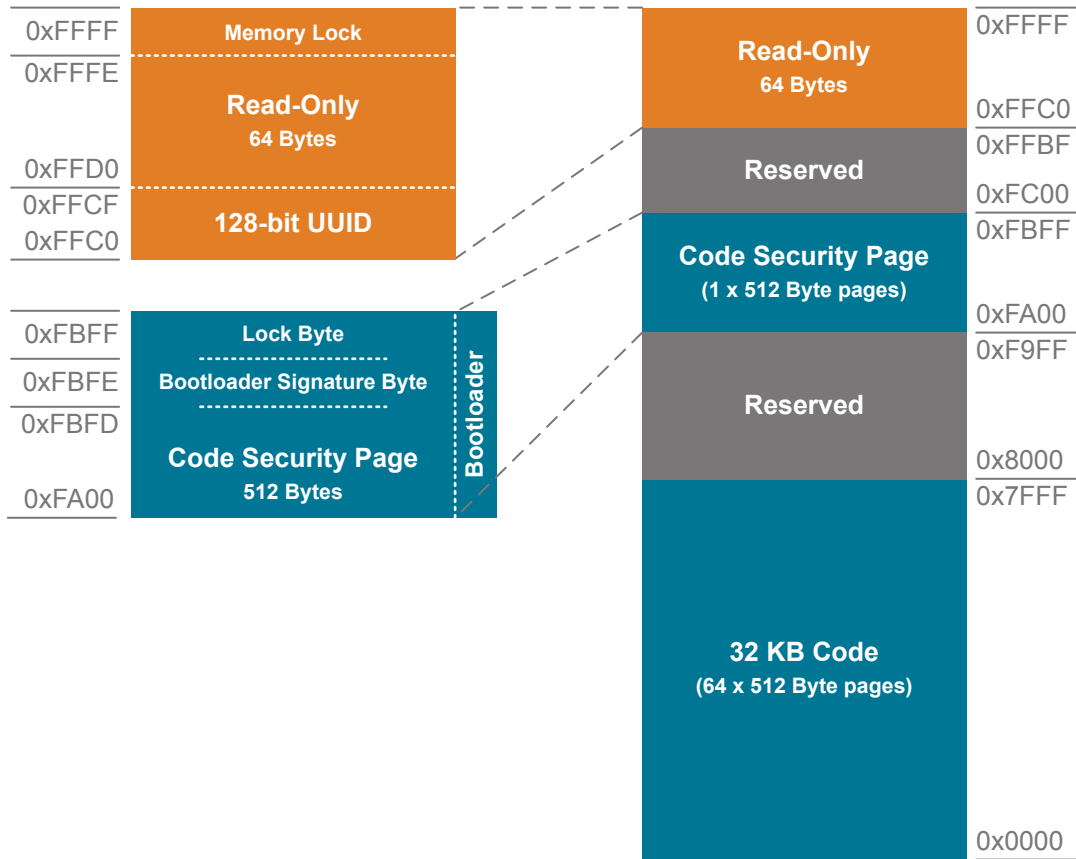 0xFFFF
Memory Lock
0xFFFE
Read-Only
64 Bytes
0xFFD0
0xFFCF
128-bit UUID
0xFFC0
0xFBFF
Lock Byte
0xFBFE
Bootloader Signature Byte
0xFBFD
Code Security Page
512 Bytes
0xFA00
Bootloader
0xFFFF
Read-Only
64 Bytes
0xFFC0
0xFFBF
Reserved
0xFC00
0xFBFF
Code Security Page
(1 x 512 Byte pages)
0xFA00
0xF9FF
Reserved
0x8000
0x7FFF
32 KB Code
(64 x 512 Byte pages)
0x0000